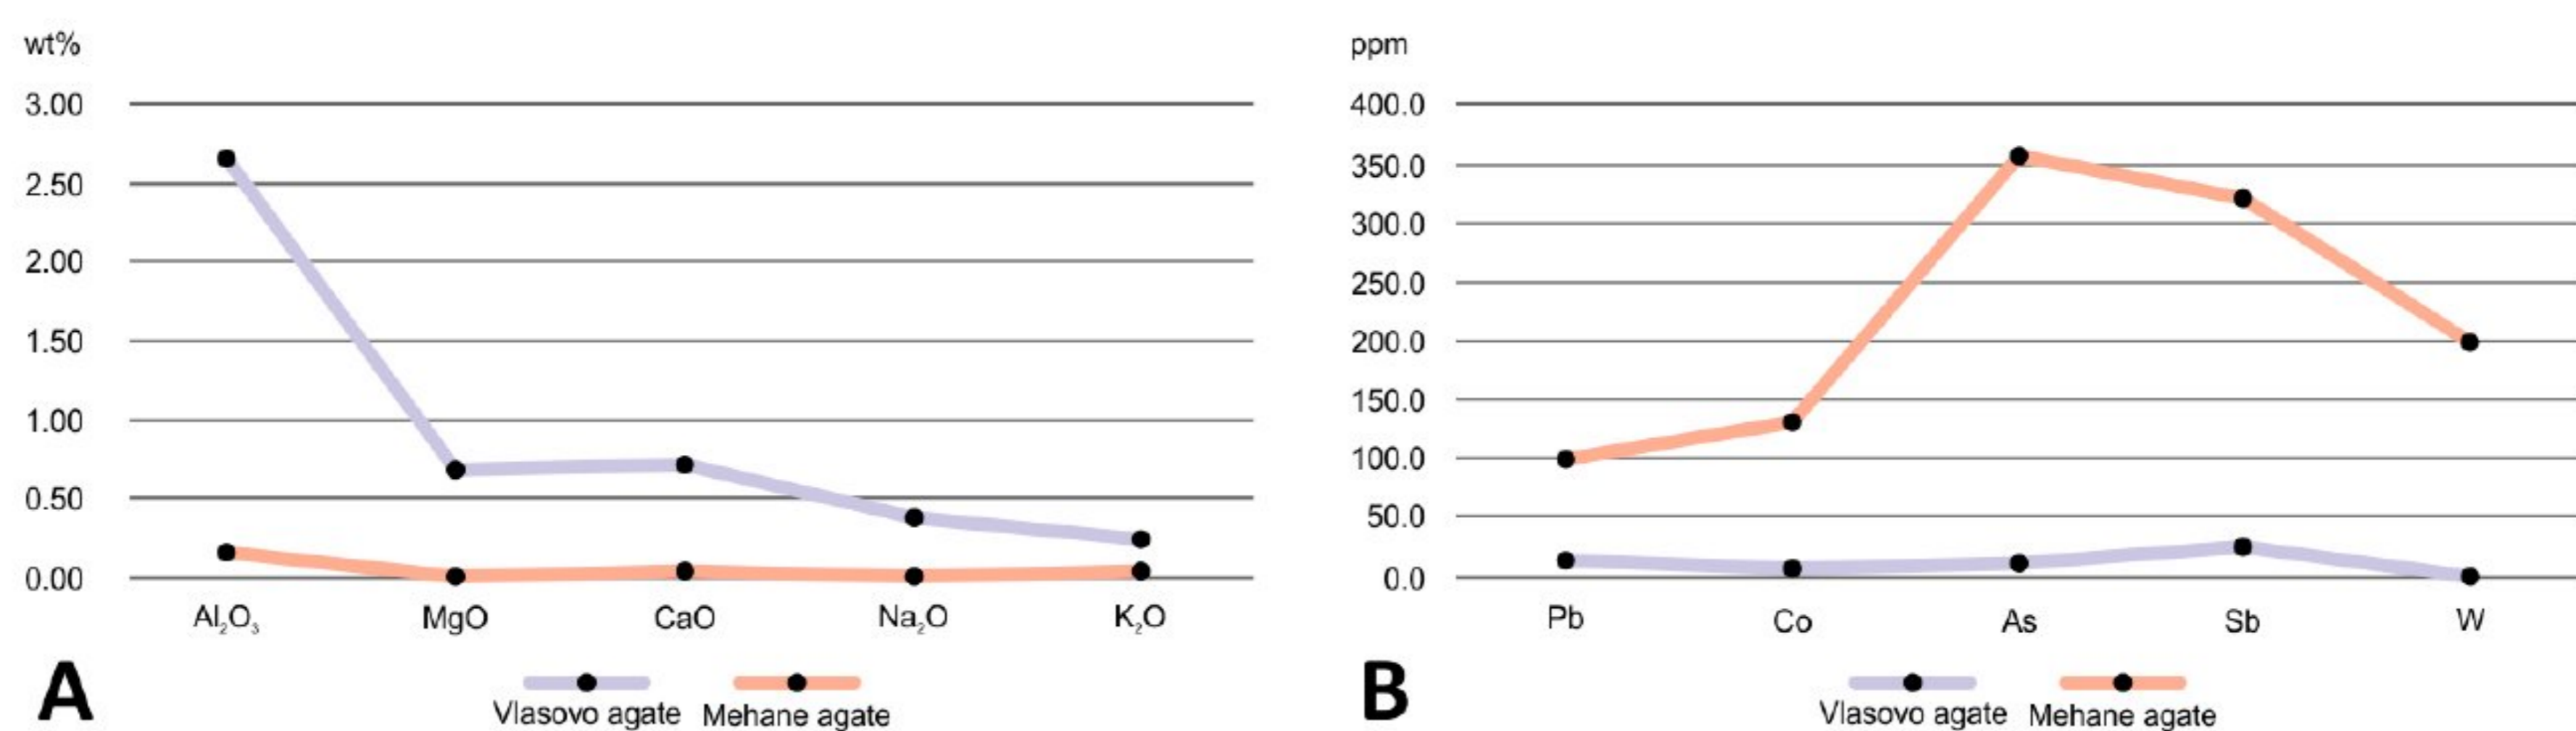 wt%
3.00
2.50
2.00
1.50
1.00
0.50
0.00
Al₂O₃ MgO CaO Na₂O K₂O
A
Vlasovo agate Mehane agate
ppm
400.0
350.0
300.0
250.0
200.0
150.0
100.0
50.0
0.0
Pb Co As Sb W
B
Vlasovo agate Mehane agate